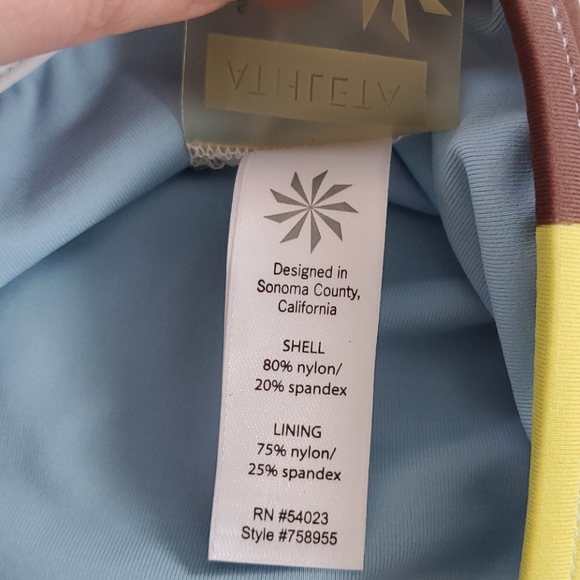 ATHLETA
Designed in
Sonoma County,
California
SHELL
80% nylon/
20% spandex
LINING
75% nylon/
25% spandex
RN #54023
Style #758955